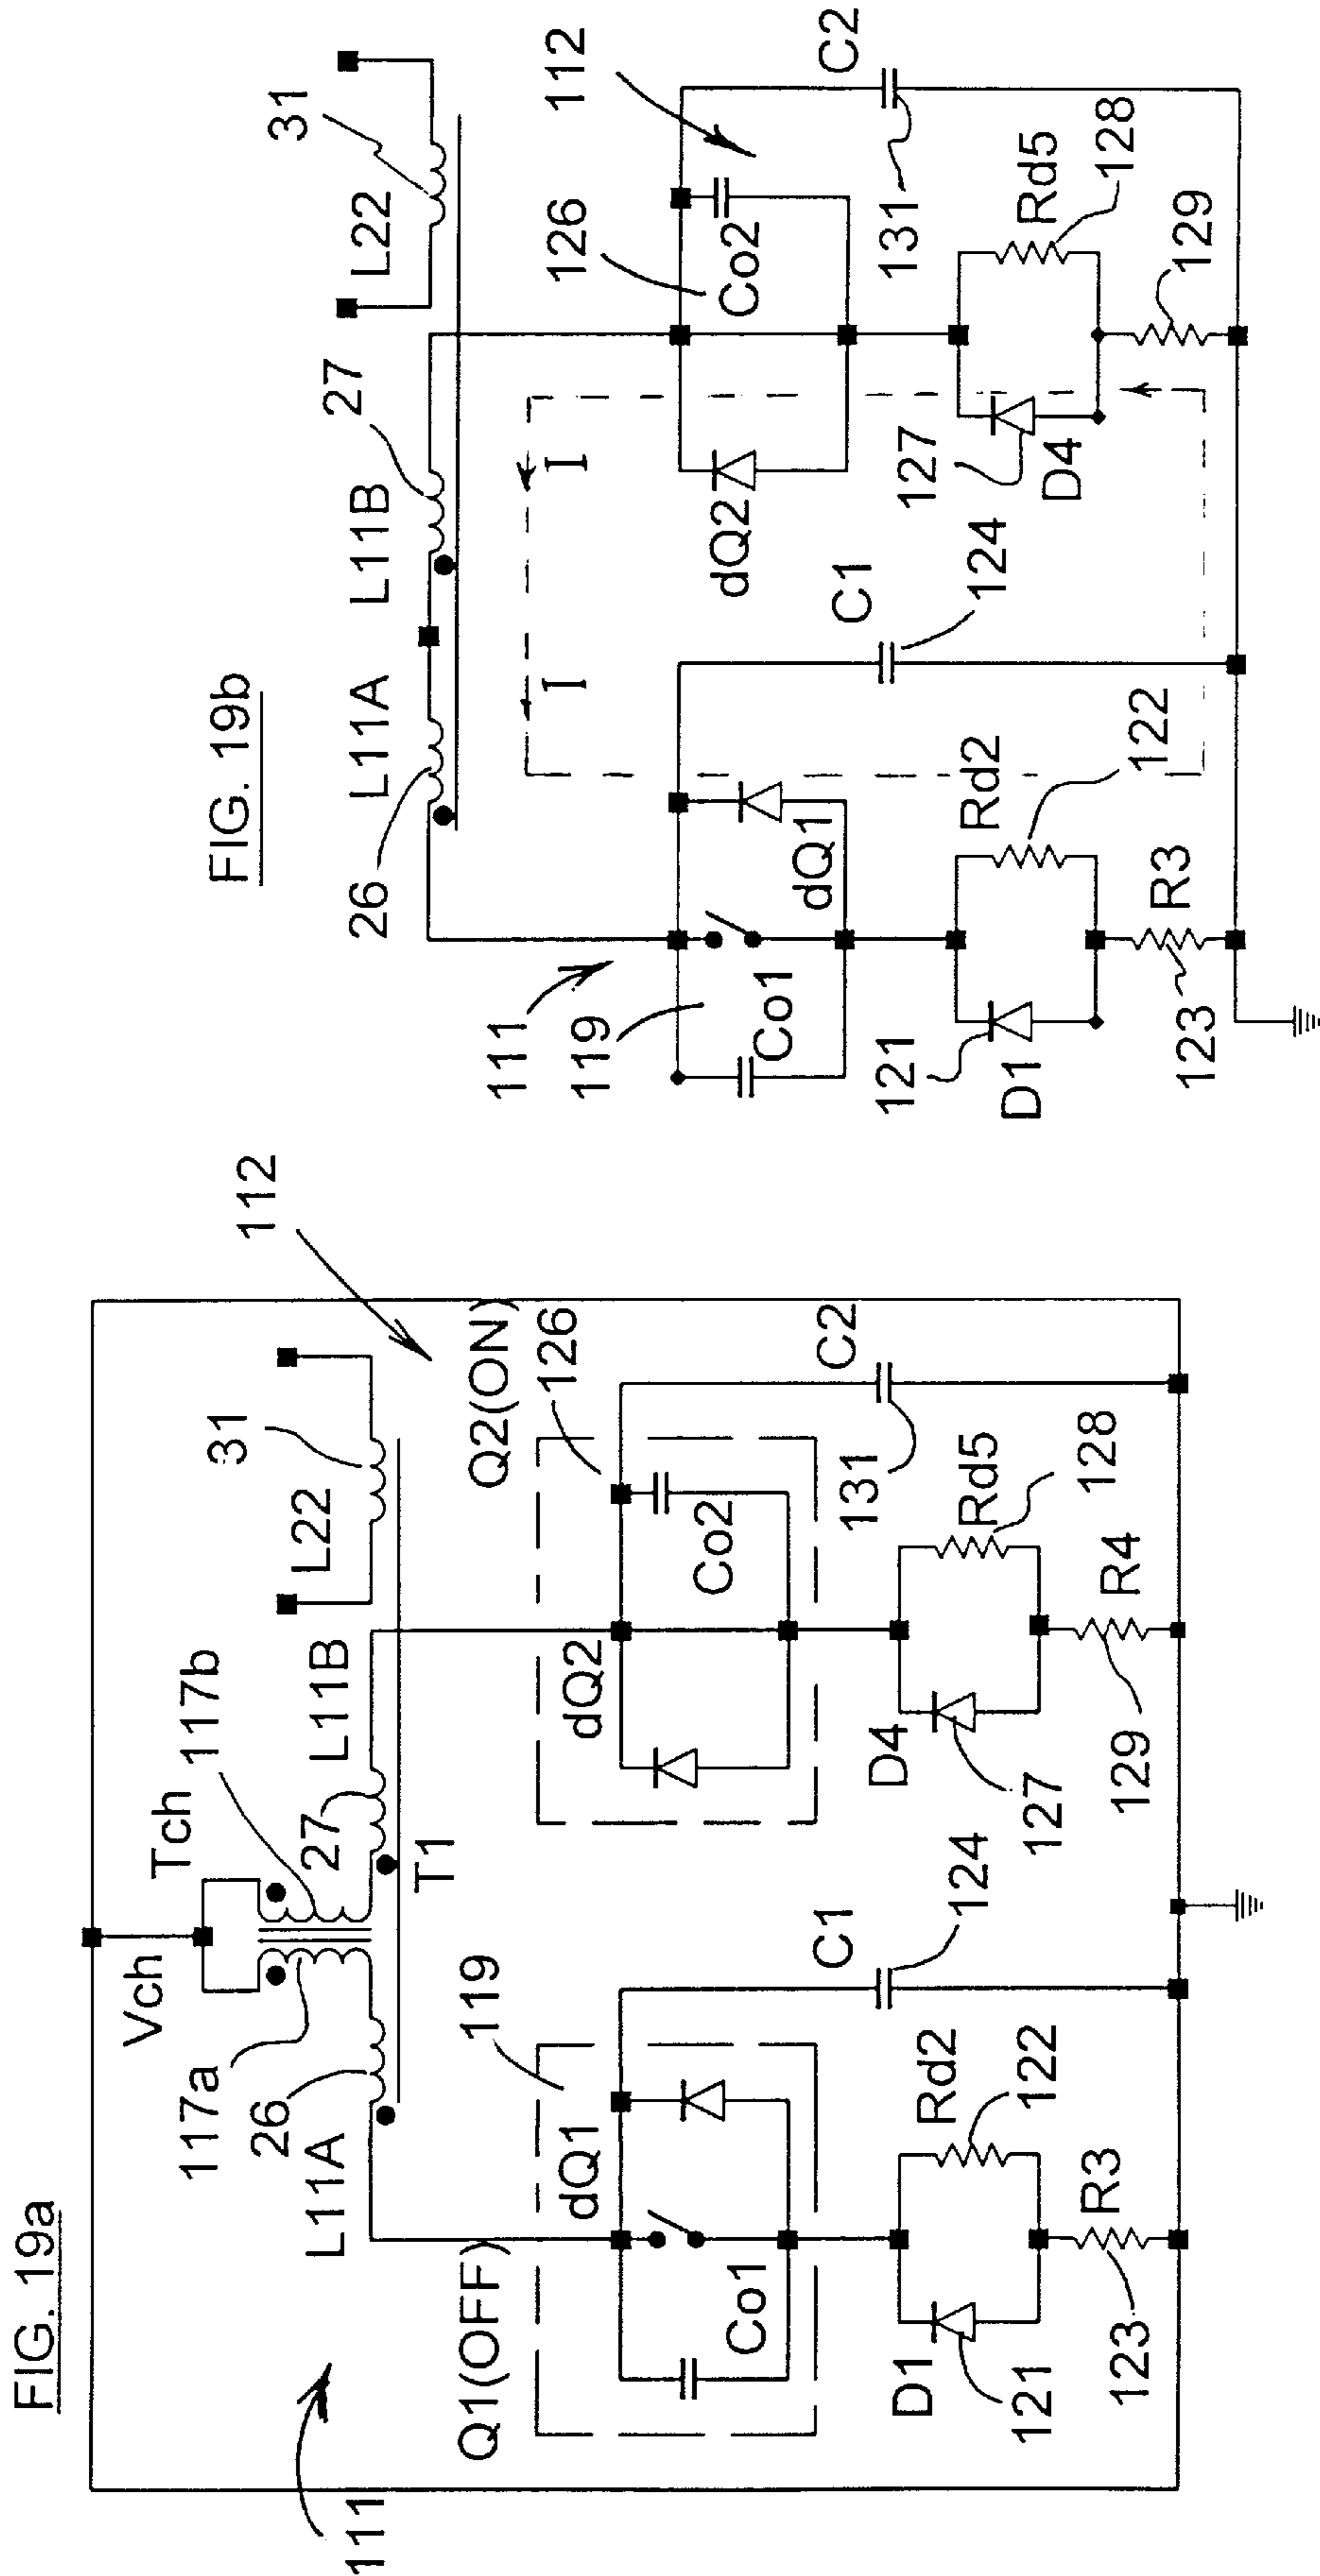 FIG. 19a
111
112
Vch
Tch
117a
117b
26
27
L11A
L11B
T1
L22
31
Q1(OFF)
119
dQ1
Co1
Q2(ON)
126
dQ2
Co2
C1
124
C2
131
D1
121
Rd2
122
R3
123
D4
127
Rd5
128
R4
129
FIG. 19b
26
L11A
L11B
27
L22
31
111
119
Co1
dQ1
I
I
126
112
Co2
dQ2
C1
124
C2
131
121
D1
Rd2
122
R3
123
127
D4
Rd5
128
129